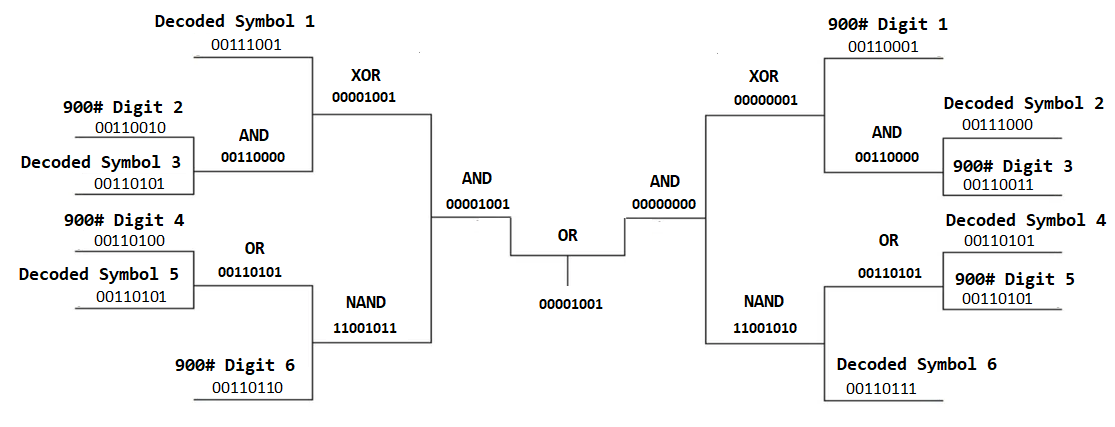 Decoded Symbol 1
00111001
900# Digit 1
00110001
XOR
00001001
XOR
00000001
900# Digit 2
00110010
Decoded Symbol 2
00111000
AND
00110000
AND
00110000
Decoded Symbol 3
00110101
900# Digit 3
00110011
AND
00001001
AND
00000000
900# Digit 4
00110100
Decoded Symbol 4
00110101
OR
OR
00110101
OR
00110101
Decoded Symbol 5
00110101
900# Digit 5
00110101
NAND
11001011
00001001
NAND
11001010
900# Digit 6
00110110
Decoded Symbol 6
00110111